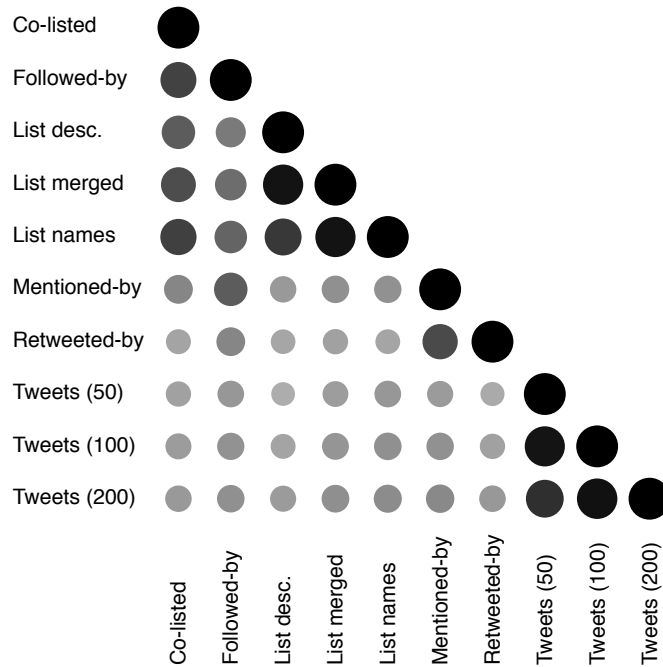 Co-listed
Followed-by
List desc.
List merged
List names
Mentioned-by
Retweeted-by
Tweets (50)
Tweets (100)
Tweets (200)
Co-listed
Followed-by
List desc.
List merged
List names
Mentioned-by
Retweeted-by
Tweets (50)
Tweets (100)
Tweets (200)